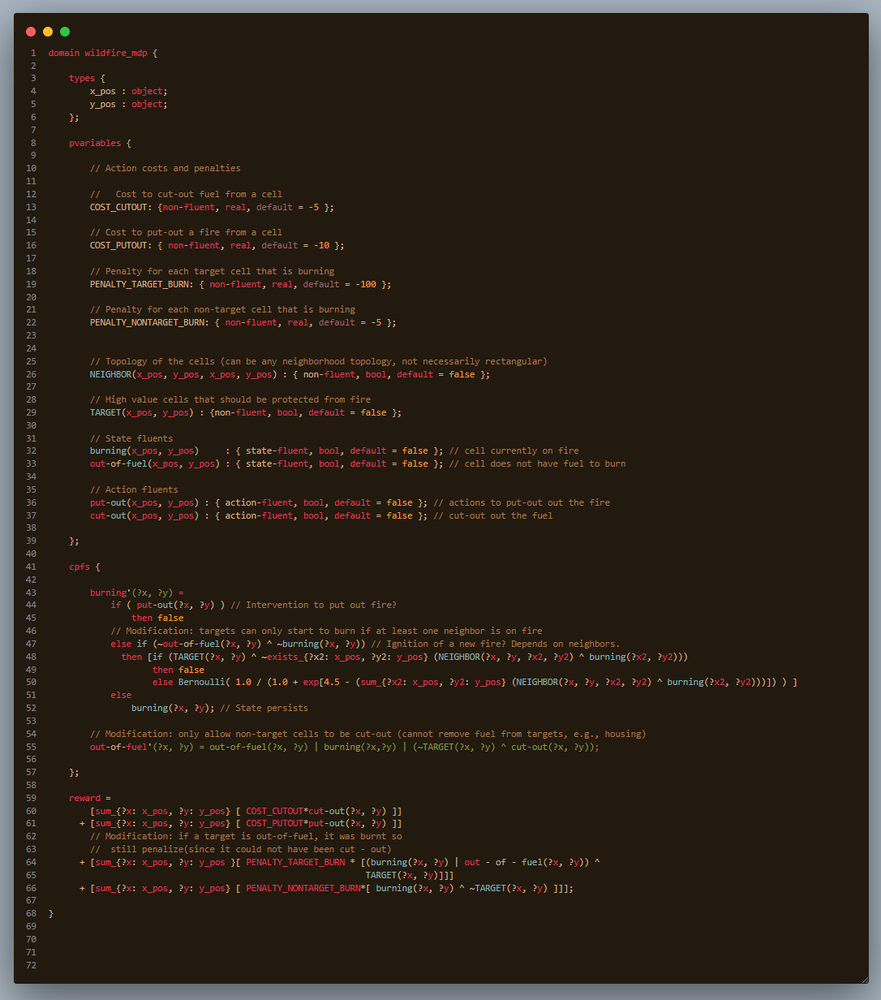 1 domain wildfire_mdp {
2
3     types {
4         x_pos : object;
5         y_pos : object;
6     };
7
8     pvariables {
9
10         // Action costs and penalties
11
12         //   Cost to cut-out fuel from a cell
13         COST_CUTOUT: {non-fluent, real, default = -5 };
14
15         // Cost to put-out a fire from a cell
16         COST_PUTOUT: { non-fluent, real, default = -10 };
17
18         // Penalty for each target cell that is burning
19         PENALTY_TARGET_BURN: { non-fluent, real, default = -100 };
20
21         // Penalty for each non-target cell that is burning
22         PENALTY_NONTARGET_BURN: { non-fluent, real, default = -5 };
23
24
25         // Topology of the cells (can be any neighborhood topology, not necessarily rectangular)
26         NEIGHBOR(x_pos, y_pos, x_pos, y_pos) : { non-fluent, bool, default = false };
27
28         // High value cells that should be protected from fire
29         TARGET(x_pos, y_pos) : {non-fluent, bool, default = false };
30
31         // State fluents
32         burning(x_pos, y_pos)     : { state-fluent, bool, default = false }; // cell currently on fire
33         out-of-fuel(x_pos, y_pos) : { state-fluent, bool, default = false }; // cell does not have fuel to burn
34
35         // Action fluents
36         put-out(x_pos, y_pos) : { action-fluent, bool, default = false }; // actions to put-out out the fire
37         cut-out(x_pos, y_pos) : { action-fluent, bool, default = false }; // cut-out out the fuel
38
39     };
40
41     cpfs {
42
43         burning'(?x, ?y) =
44             if ( put-out(?x, ?y) ) // Intervention to put out fire?
45                 then false
46             // Modification: targets can only start to burn if at least one neighbor is on fire
47             else if (~out-of-fuel(?x, ?y) ^ ~burning(?x, ?y)) // Ignition of a new fire? Depends on neighbors.
48               then [if (TARGET(?x, ?y) ^ ~exists_{?x2: x_pos, ?y2: y_pos} (NEIGHBOR(?x, ?y, ?x2, ?y2) ^ burning(?x2, ?y2)))
49                     then false
50                     else Bernoulli( 1.0 / (1.0 + exp[4.5 - (sum_{?x2: x_pos, ?y2: y_pos} (NEIGHBOR(?x, ?y, ?x2, ?y2) ^ burning(?x2, ?y2)))]) ) ]
51             else
52                 burning(?x, ?y); // State persists
53
54         // Modification: only allow non-target cells to be cut-out (cannot remove fuel from targets, e.g., housing)
55         out-of-fuel'(?x, ?y) = out-of-fuel(?x, ?y) | burning(?x,?y) | (~TARGET(?x, ?y) ^ cut-out(?x, ?y));
56
57     };
58
59     reward =
60         [sum_{?x: x_pos, ?y: y_pos} [ COST_CUTOUT*cut-out(?x, ?y) ]]
61       + [sum_{?x: x_pos, ?y: y_pos} [ COST_PUTOUT*put-out(?x, ?y) ]]
62         // Modification: if a target is out-of-fuel, it was burnt so
63         //  still penalize(since it could not have been cut - out)
64       + [sum_{?x: x_pos, ?y: y_pos }[ PENALTY_TARGET_BURN * [(burning(?x, ?y) | out - of - fuel(?x, ?y)) ^
65                                                              TARGET(?x, ?y)]]]
66       + [sum_{?x: x_pos, ?y: y_pos} [ PENALTY_NONTARGET_BURN*[ burning(?x, ?y) ^ ~TARGET(?x, ?y) ]]];
67
68 }
69
70
71
72